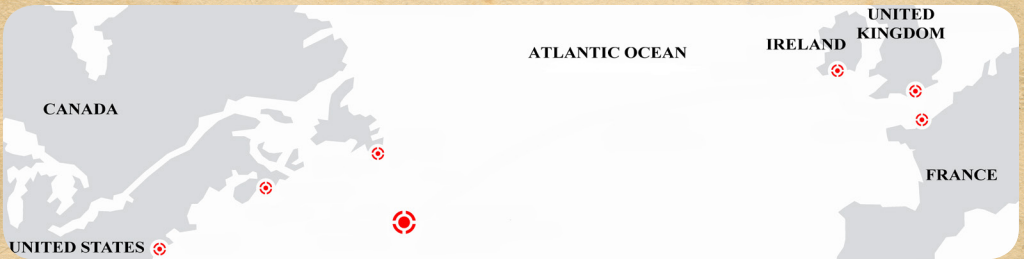 UNITED
KINGDOM
IRELAND
ATLANTIC OCEAN
CANADA
FRANCE
UNITED STATES